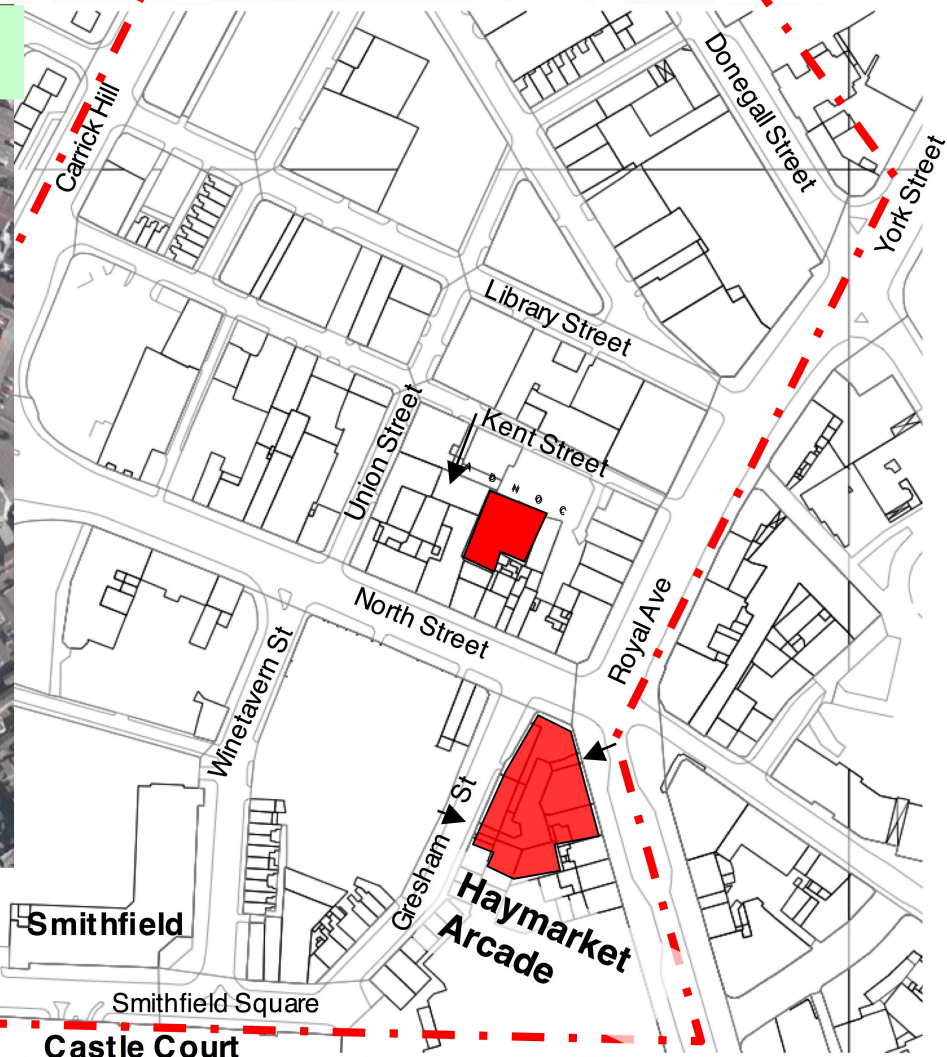 Carrick Hill
Donegall Street
York Street
Library Street
Union Street
Kent Street
A D H O C
North Street
Royal Ave
Winetavern St
Gresham St
Haymarket
Arcade
Smithfield
Smithfield Square
Castle Court